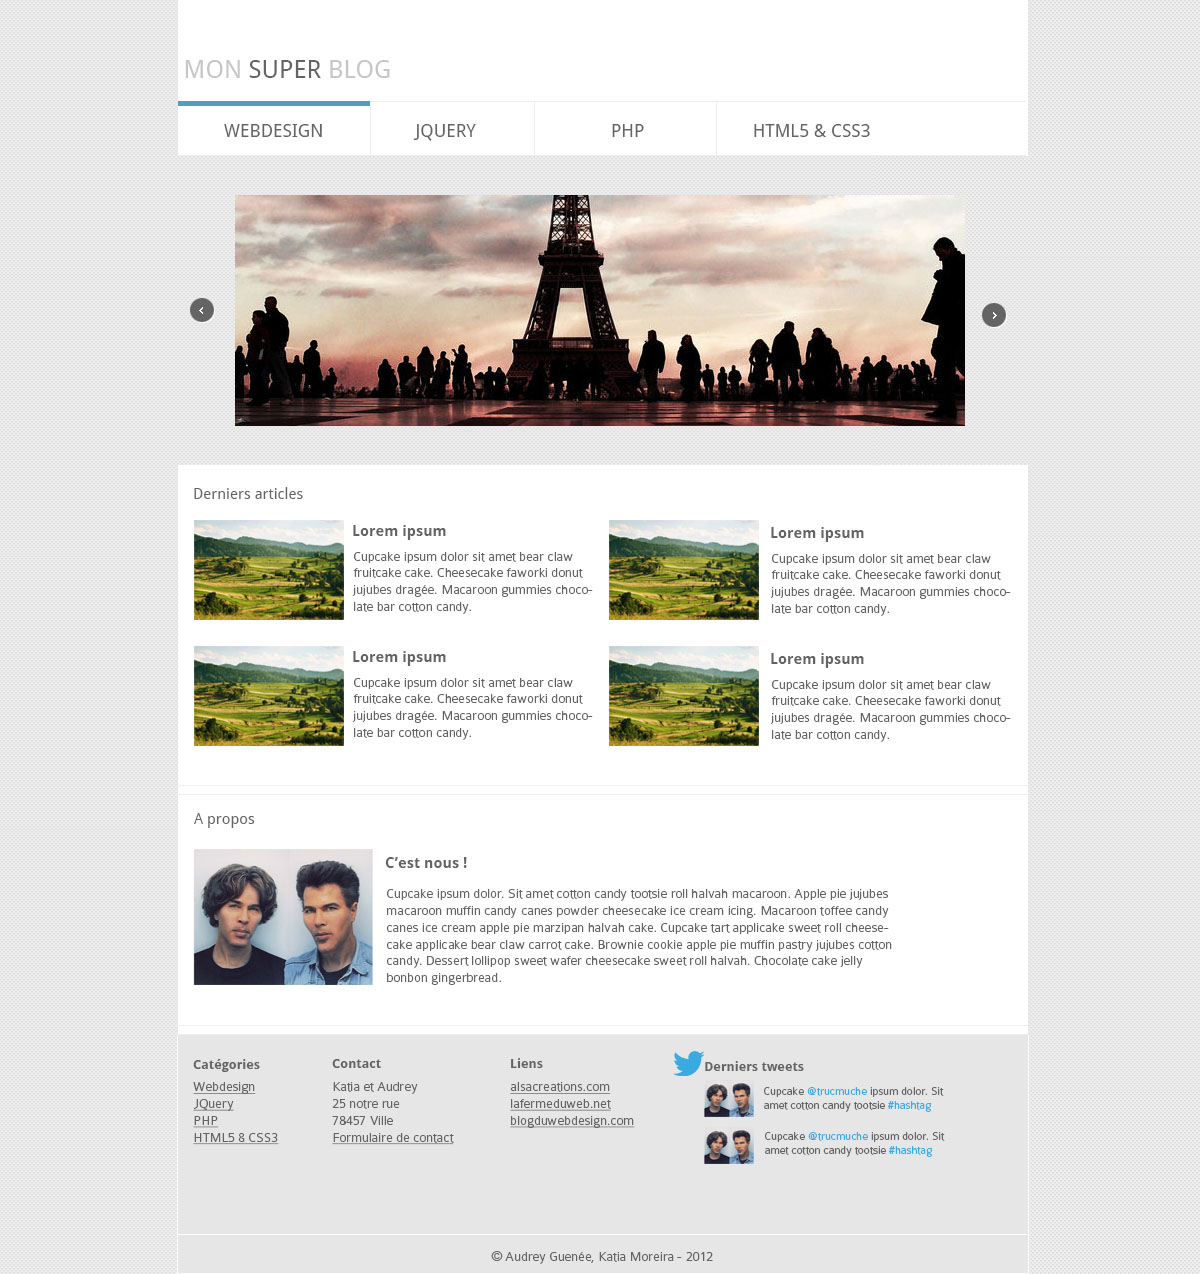 MON SUPER BLOG
WEBDESIGN JQUERY PHP HTML5 & CSS3
Derniers articles
Lorem ipsum
Cupcake ipsum dolor sit amet bear claw
fruitcake cake. Cheesecake faworki donut
jujubes dragée. Macaroon gummies choco-
late bar cotton candy.
Lorem ipsum
Cupcake ipsum dolor sit amet bear claw
fruitcake cake. Cheesecake faworki donut
jujubes dragée. Macaroon gummies choco-
late bar cotton candy.
Lorem ipsum
Cupcake ipsum dolor sit amet bear claw
fruitcake cake. Cheesecake faworki donut
jujubes dragée. Macaroon gummies choco-
late bar cotton candy.
Lorem ipsum
Cupcake ipsum dolor sit amet bear claw
fruitcake cake. Cheesecake faworki donut
jujubes dragée. Macaroon gummies choco-
late bar cotton candy.
A propos
C'est nous !
Cupcake ipsum dolor. Sit amet cotton candy tootsie roll halvah macaroon. Apple pie jujubes
macaroon muffin candy canes powder cheesecake ice cream icing. Macaroon toffee candy
canes ice cream apple pie marzipan halvah cake. Cupcake tart applicake sweet roll cheese-
cake applicake bear claw carrot cake. Brownie cookie apple pie muffin pastry jujubes cotton
candy. Dessert lollipop sweet wafer cheesecake sweet roll halvah. Chocolate cake jelly
bonbon gingerbread.
Catégories
Webdesign
JQuery
PHP
HTML5 & CSS3
Contact
Katia et Audrey
25 notre rue
78457 Ville
Formulaire de contact
Liens
alsacreations.com
lafermeduweb.net
blogduwebdesign.com
Derniers tweets
Cupcake @trucmuche ipsum dolor. Sit
amet cotton candy tootsie #hashtag
Cupcake @trucmuche ipsum dolor. Sit
amet cotton candy tootsie #hashtag
© Audrey Guenée, Katia Moreira - 2012